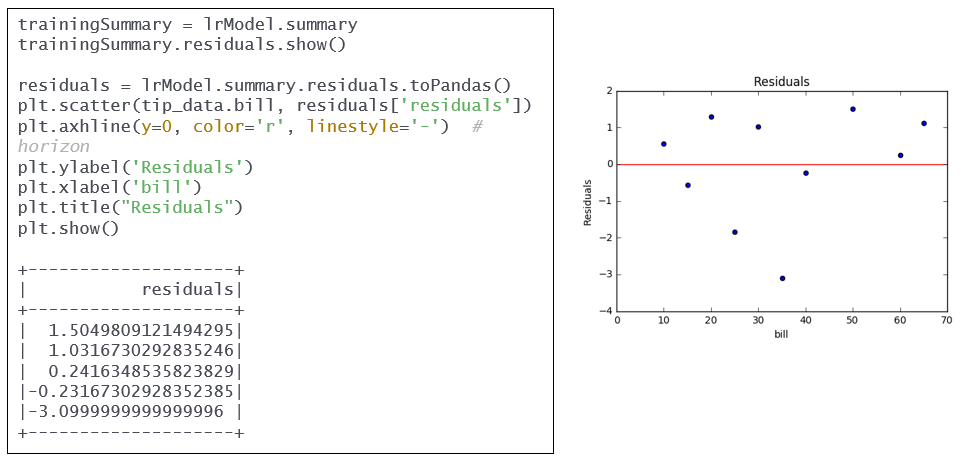 trainingSummary = lrModel.summary
trainingSummary.residuals.show()
residuals = lrModel.summary.residuals.toPandas()
plt.scatter(tip_data.bill, residuals['residuals'])
plt.axhline(y=0, color='r', linestyle='-')  #
horizon
plt.ylabel('Residuals')
plt.xlabel('bill')
plt.title("Residuals")
plt.show()
+--------------------+
|           residuals|
+--------------------+
|  1.5049809121494295|
|  1.0316730292835246|
|  0.2416348535823829|
|-0.23167302928352385|
|-3.0999999999999996 |
+--------------------+
Residuals
2
1
0
−1
−2
−3
−4
Residuals
0 10 20 30 40 50 60 70
bill